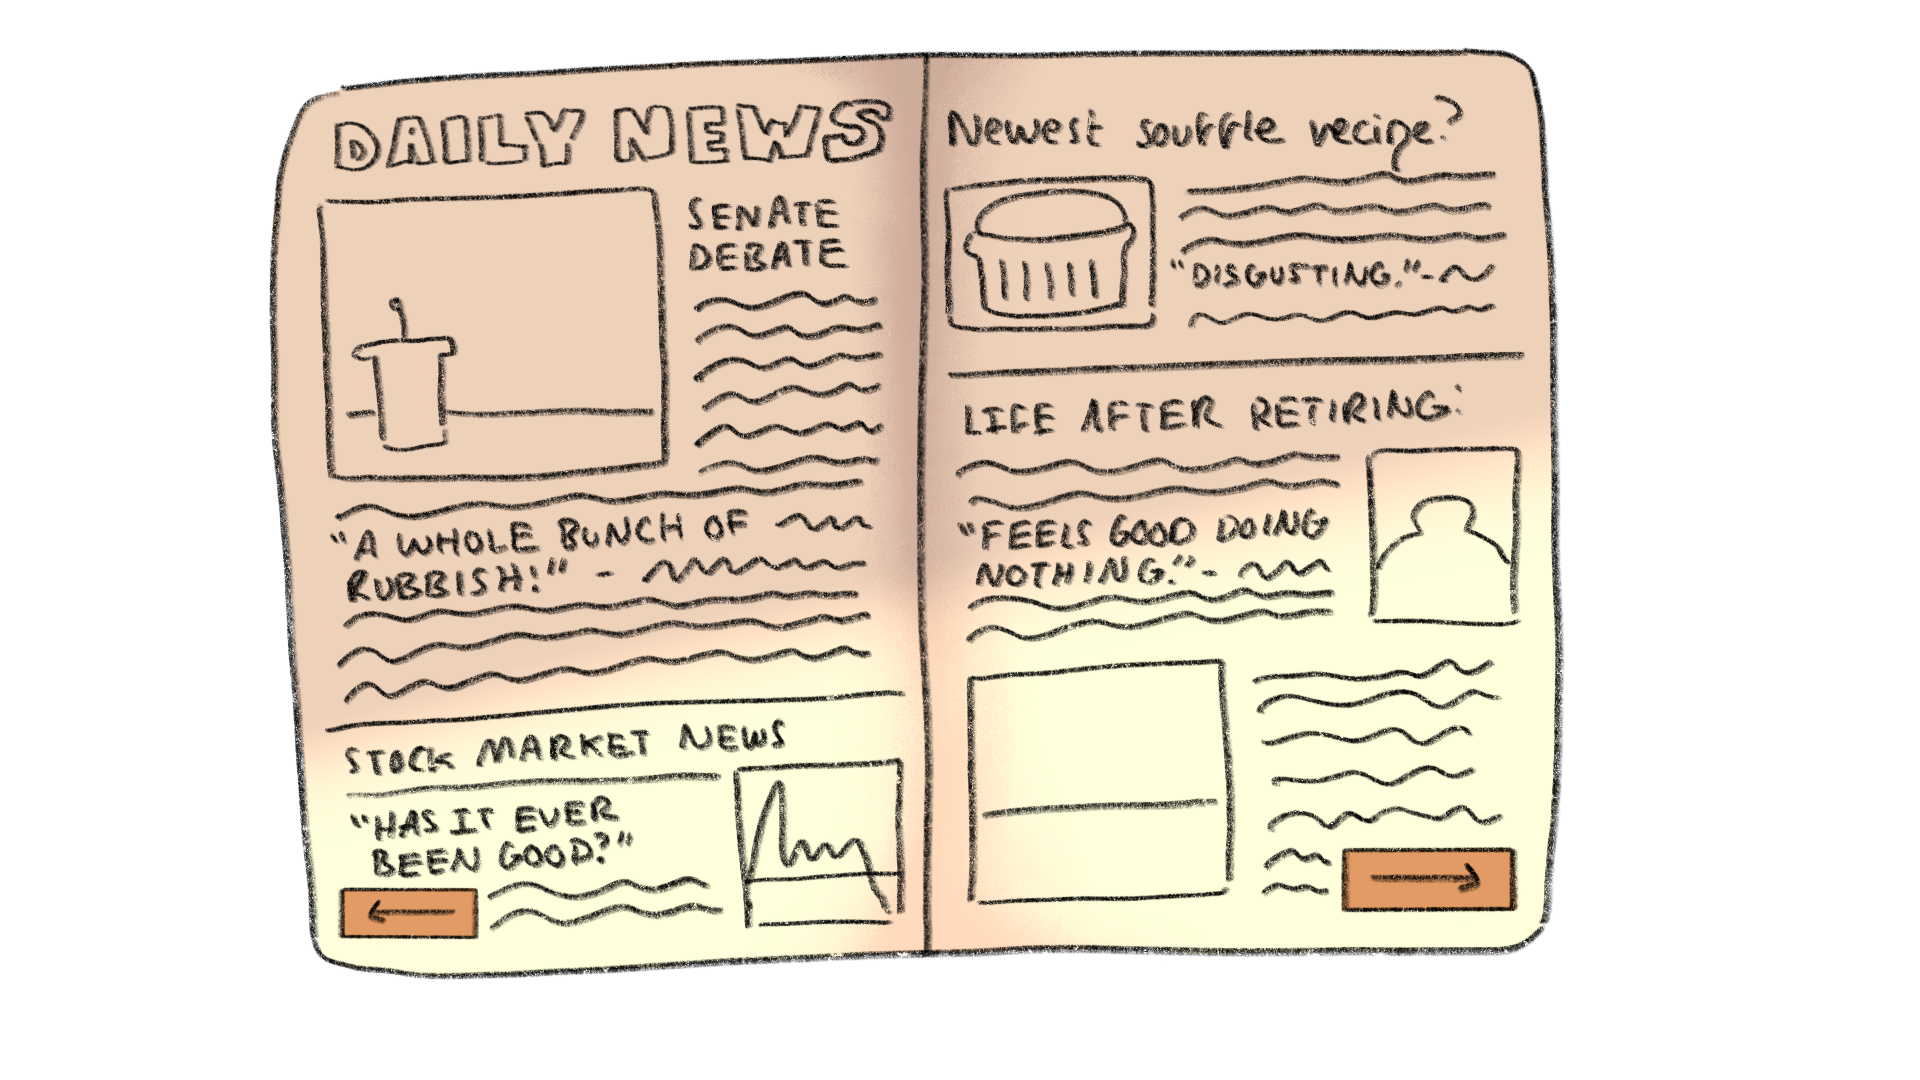 DAILY NEWS
SENATE
DEBATE
"A WHOLE BUNCH OF
RUBBISH!" -
STOCK MARKET NEWS
"HAS IT EVER
BEEN GOOD?"
Newest souffle recipe?
"DISGUSTING."-
LIFE AFTER RETIRING:
"FEELS GOOD DOING
NOTHING."-